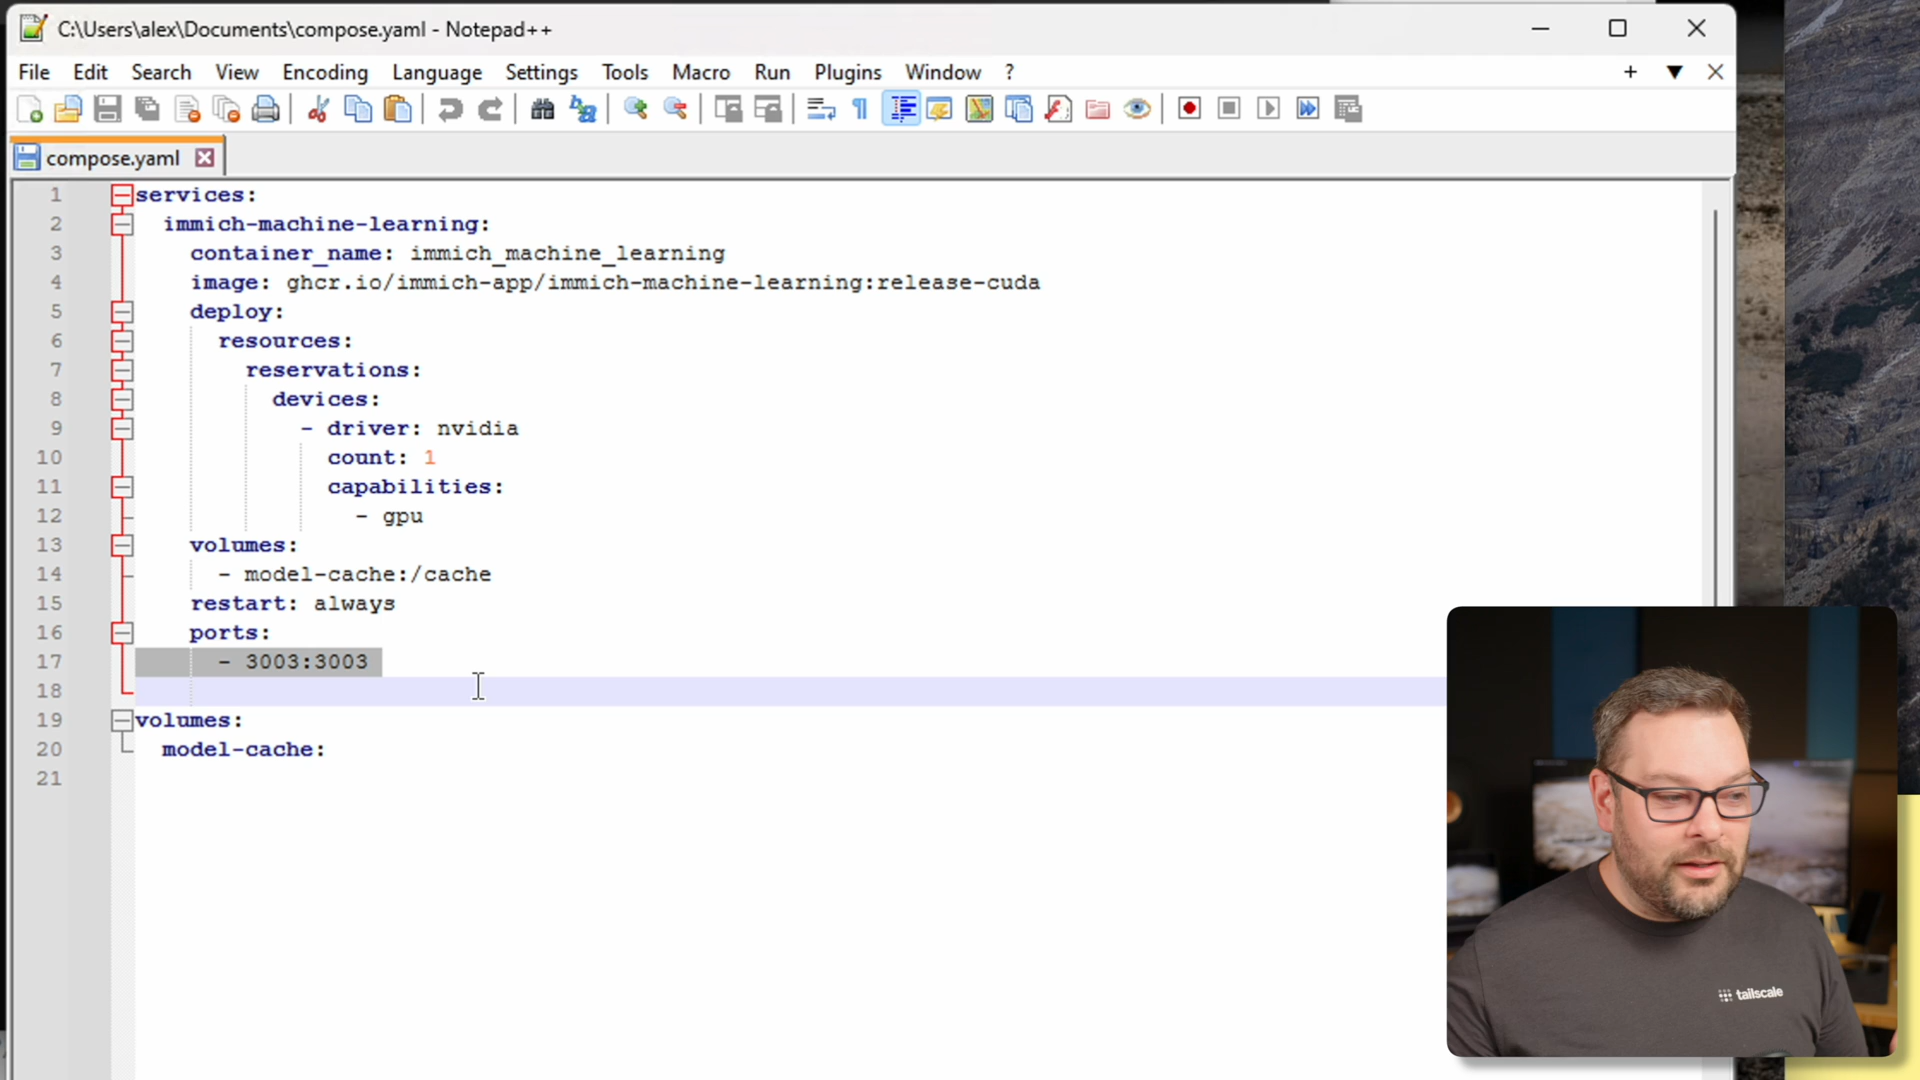 C:\Users\alex\Documents\compose.yaml - Notepad++
File Edit Search View Encoding Language Settings Tools Macro Run Plugins Window ?
compose.yaml
1 services:
2 immich-machine-learning:
3 container_name: immich_machine_learning
4 image: ghcr.io/immich-app/immich-machine-learning:release-cuda
5 deploy:
6 resources:
7 reservations:
8 devices:
9 - driver: nvidia
10 count: 1
11 capabilities:
12 - gpu
13 volumes:
14 - model-cache:/cache
15 restart: always
16 ports:
17 - 3003:3003
18
19 volumes:
20 model-cache:
21
tailscale